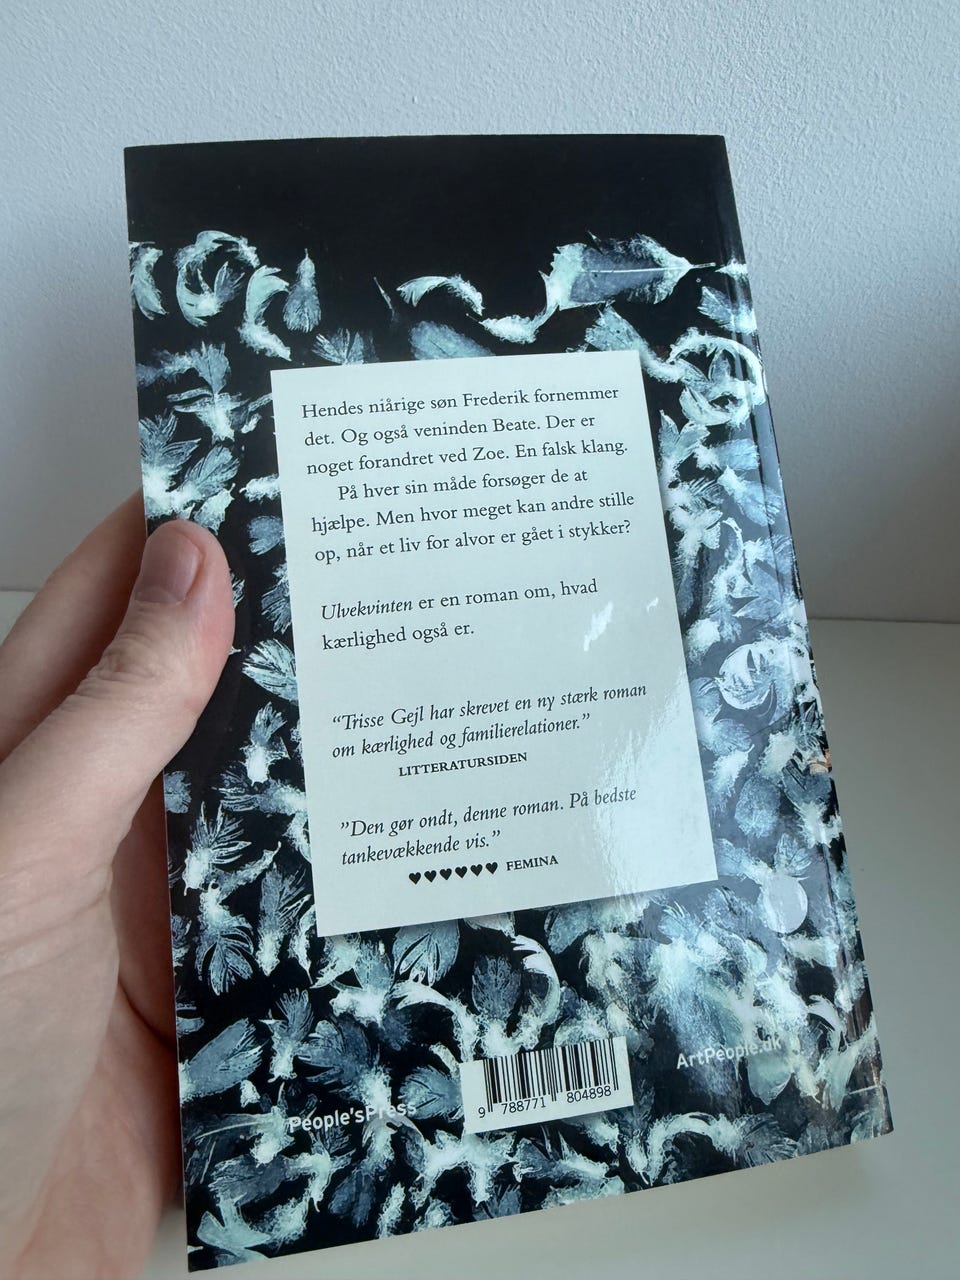 Hendes niårige søn Frederik fornemmer
det. Og også veninden Beate. Der er
noget forandret ved Zoe. En falsk klang.
På hver sin måde forsøger de at
hjælpe. Men hvor meget kan andre stille
op, når et liv for alvor er gået i stykker?
Ulvekvinten er en roman om, hvad
kærlighed også er.
“Trisse Gejl har skrevet en ny stærk roman
om kærlighed og familierelationer.”
LITTERATURSIDEN
”Den gør ondt, denne roman. På bedste
tankevækkende vis.”
♥♥♥♥♥♥ FEMINA
People'sPress
9 788771 804898
ArtPeople.dk